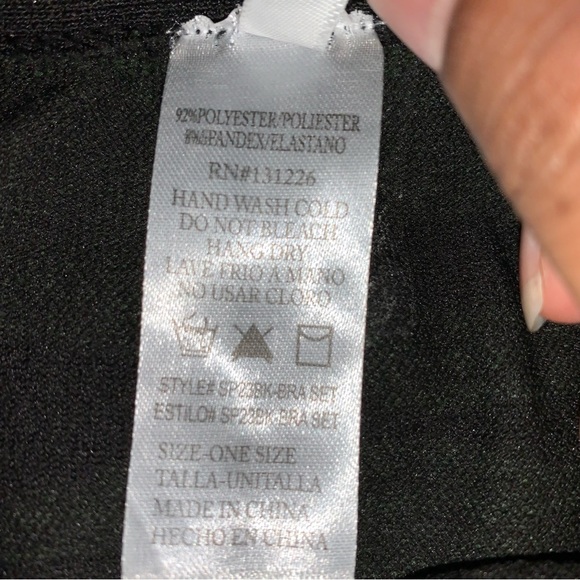 92%POLYESTER/POLIESTER
8%SPANDEX/ELASTANO
RN#131226
HAND WASH COLD
DO NOT BLEACH
HANG DRY
LAVE FRIO A MANO
NO USAR CLORO
STYLE# SP23BK-BRA SET
ESTILO# SP23BK-BRA SET
SIZE-ONE SIZE
TALLA-UNITALLA
MADE IN CHINA
HECHO EN CHINA